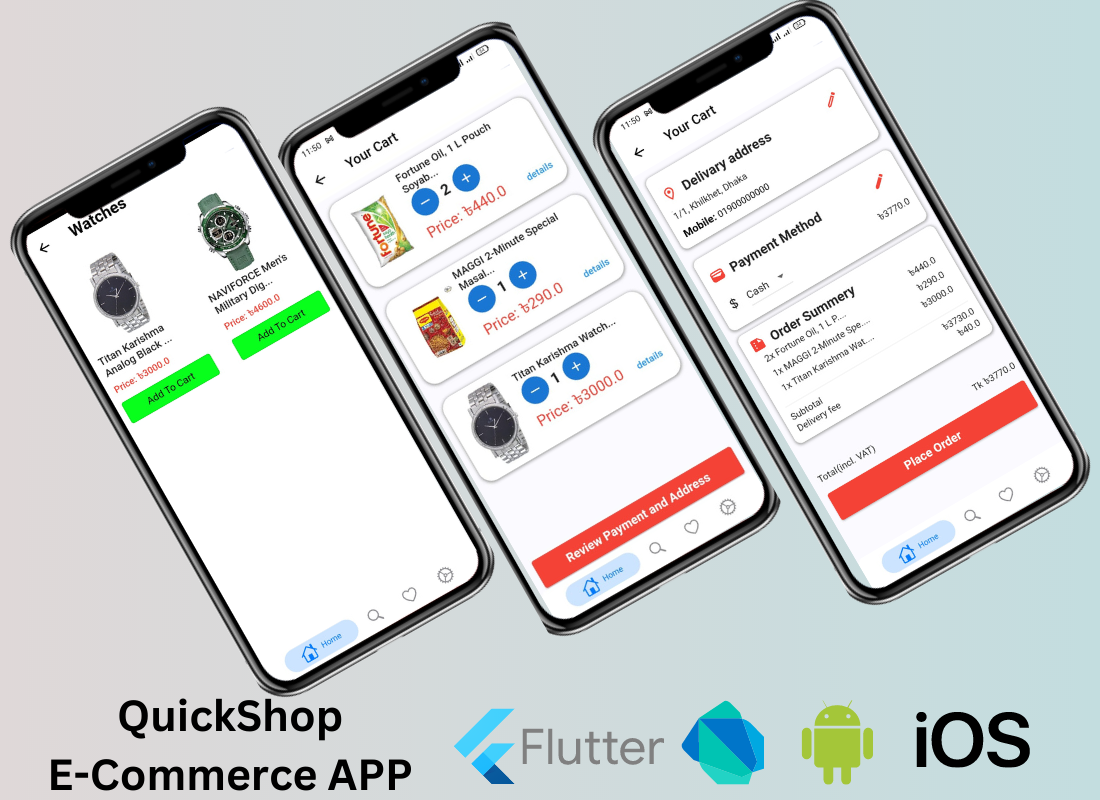 Watches
Titan Karishma
Analog Black ...
Price: ৳3000.0
Add To Cart
NAVIFORCE Men's
Military Dig...
Price: ৳4600.0
Add To Cart
Home
11:50
Your Cart
Fortune Oil, 1 L Pouch
Soyab...
2
Price: ৳440.0
details
fortune
MAGGI 2-Minute Special
Masal...
1
Price: ৳290.0
details
Titan Karishma Watch...
1
Price: ৳3000.0
details
Review Payment and Address
Home
11:50
Your Cart
Delivary address
1/1, Khilkhet, Dhaka
Mobile: 01900000000
Payment Method
৳3770.0
$ Cash
Order Summery
2x Fortune Oil, 1 L P.... ৳440.0
1x MAGGI 2-Minute Spe.... ৳290.0
1x Titan Karishma Wat.... ৳3000.0
Subtotal ৳3730.0
Delivery fee ৳40.0
Total(incl. VAT) Tk ৳3770.0
Place Order
Home
QuickShop
E-Commerce APP
Flutter
iOS